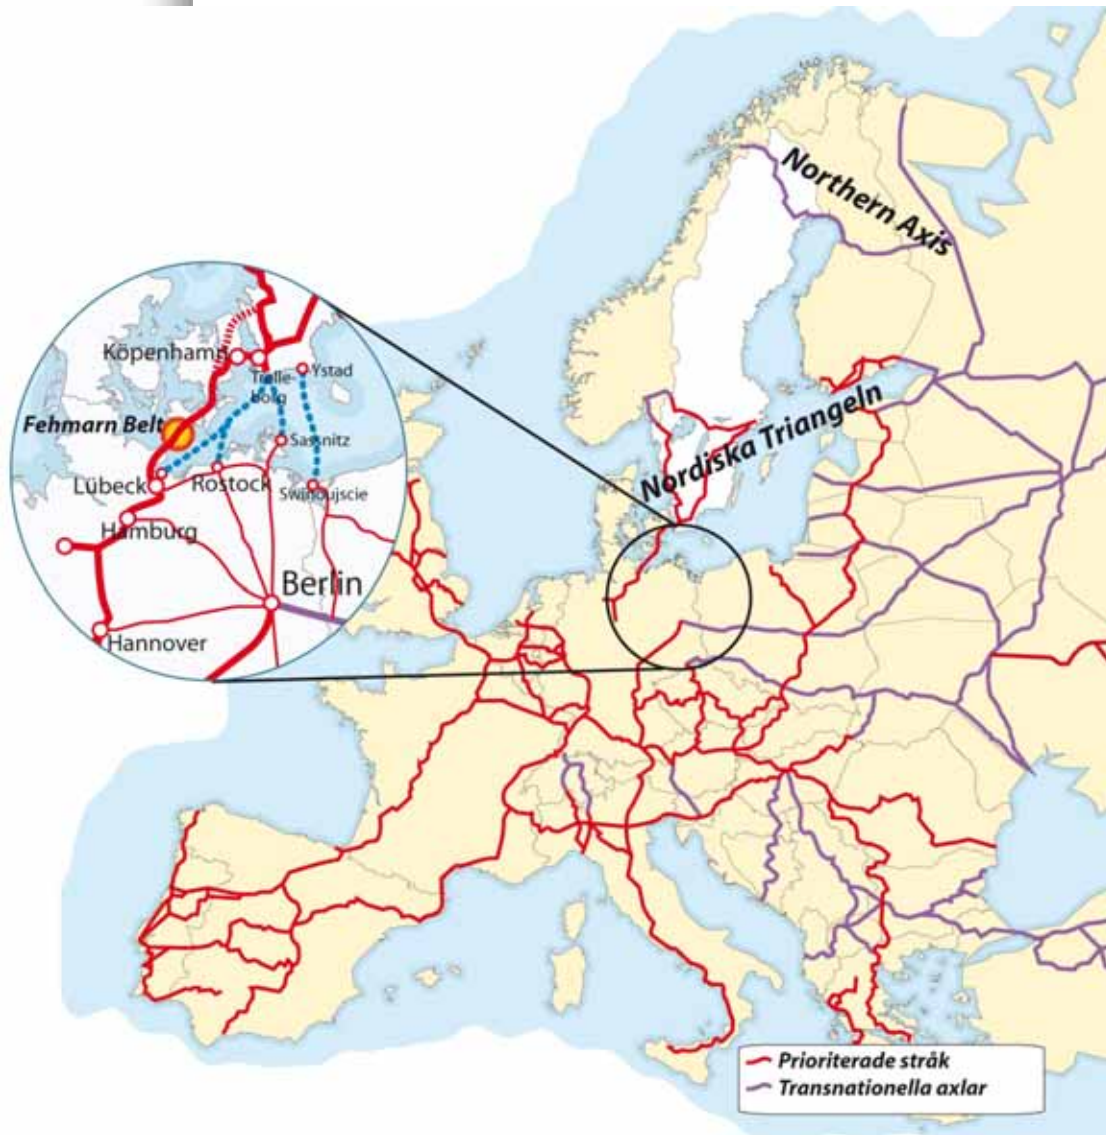 Northern Axis
Nordiska Triangeln
Köpenhamn
Trelle-
borg
Ystad
Fehmarn Belt
Sassnitz
Lübeck
Rostock
Swinoujscie
Hamburg
Berlin
Hannover
Prioriterade stråk
Transnationella axlar